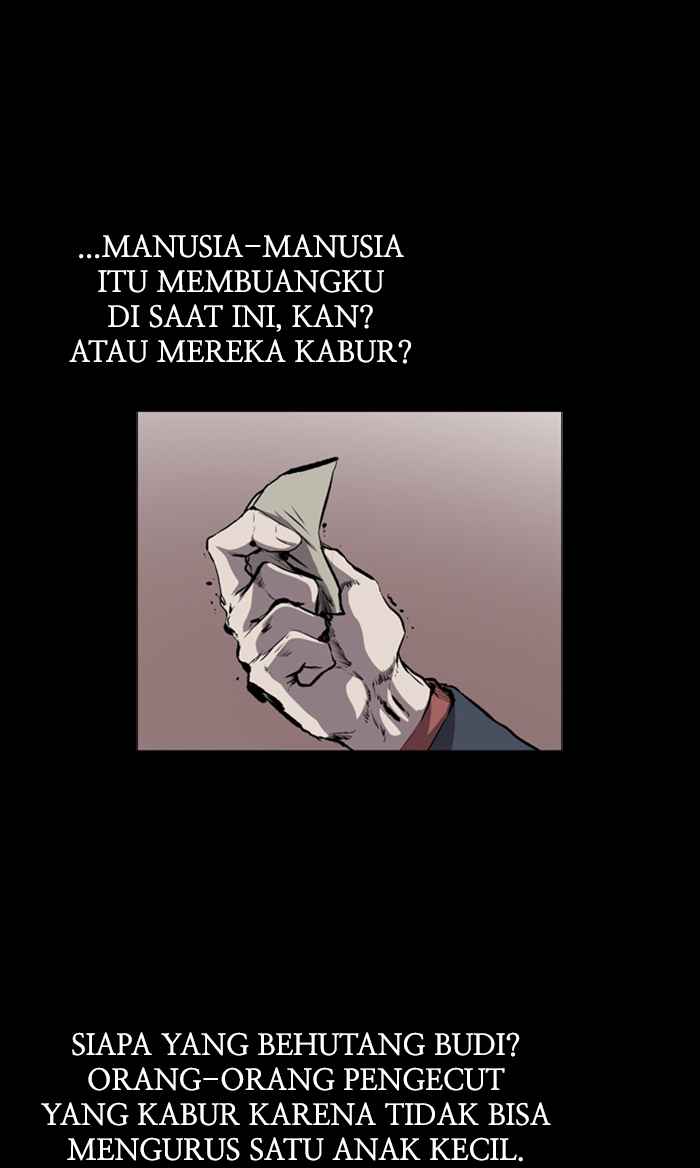 ...MANUSIA-MANUSIA
ITU MEMBUANGKU
DI SAAT INI, KAN?
ATAU MEREKA KABUR?
SIAPA YANG BEHUTANG BUDI?
ORANG-ORANG PENGECUT
YANG KABUR KARENA TIDAK BISA
MENGURUS SATU ANAK KECIL.